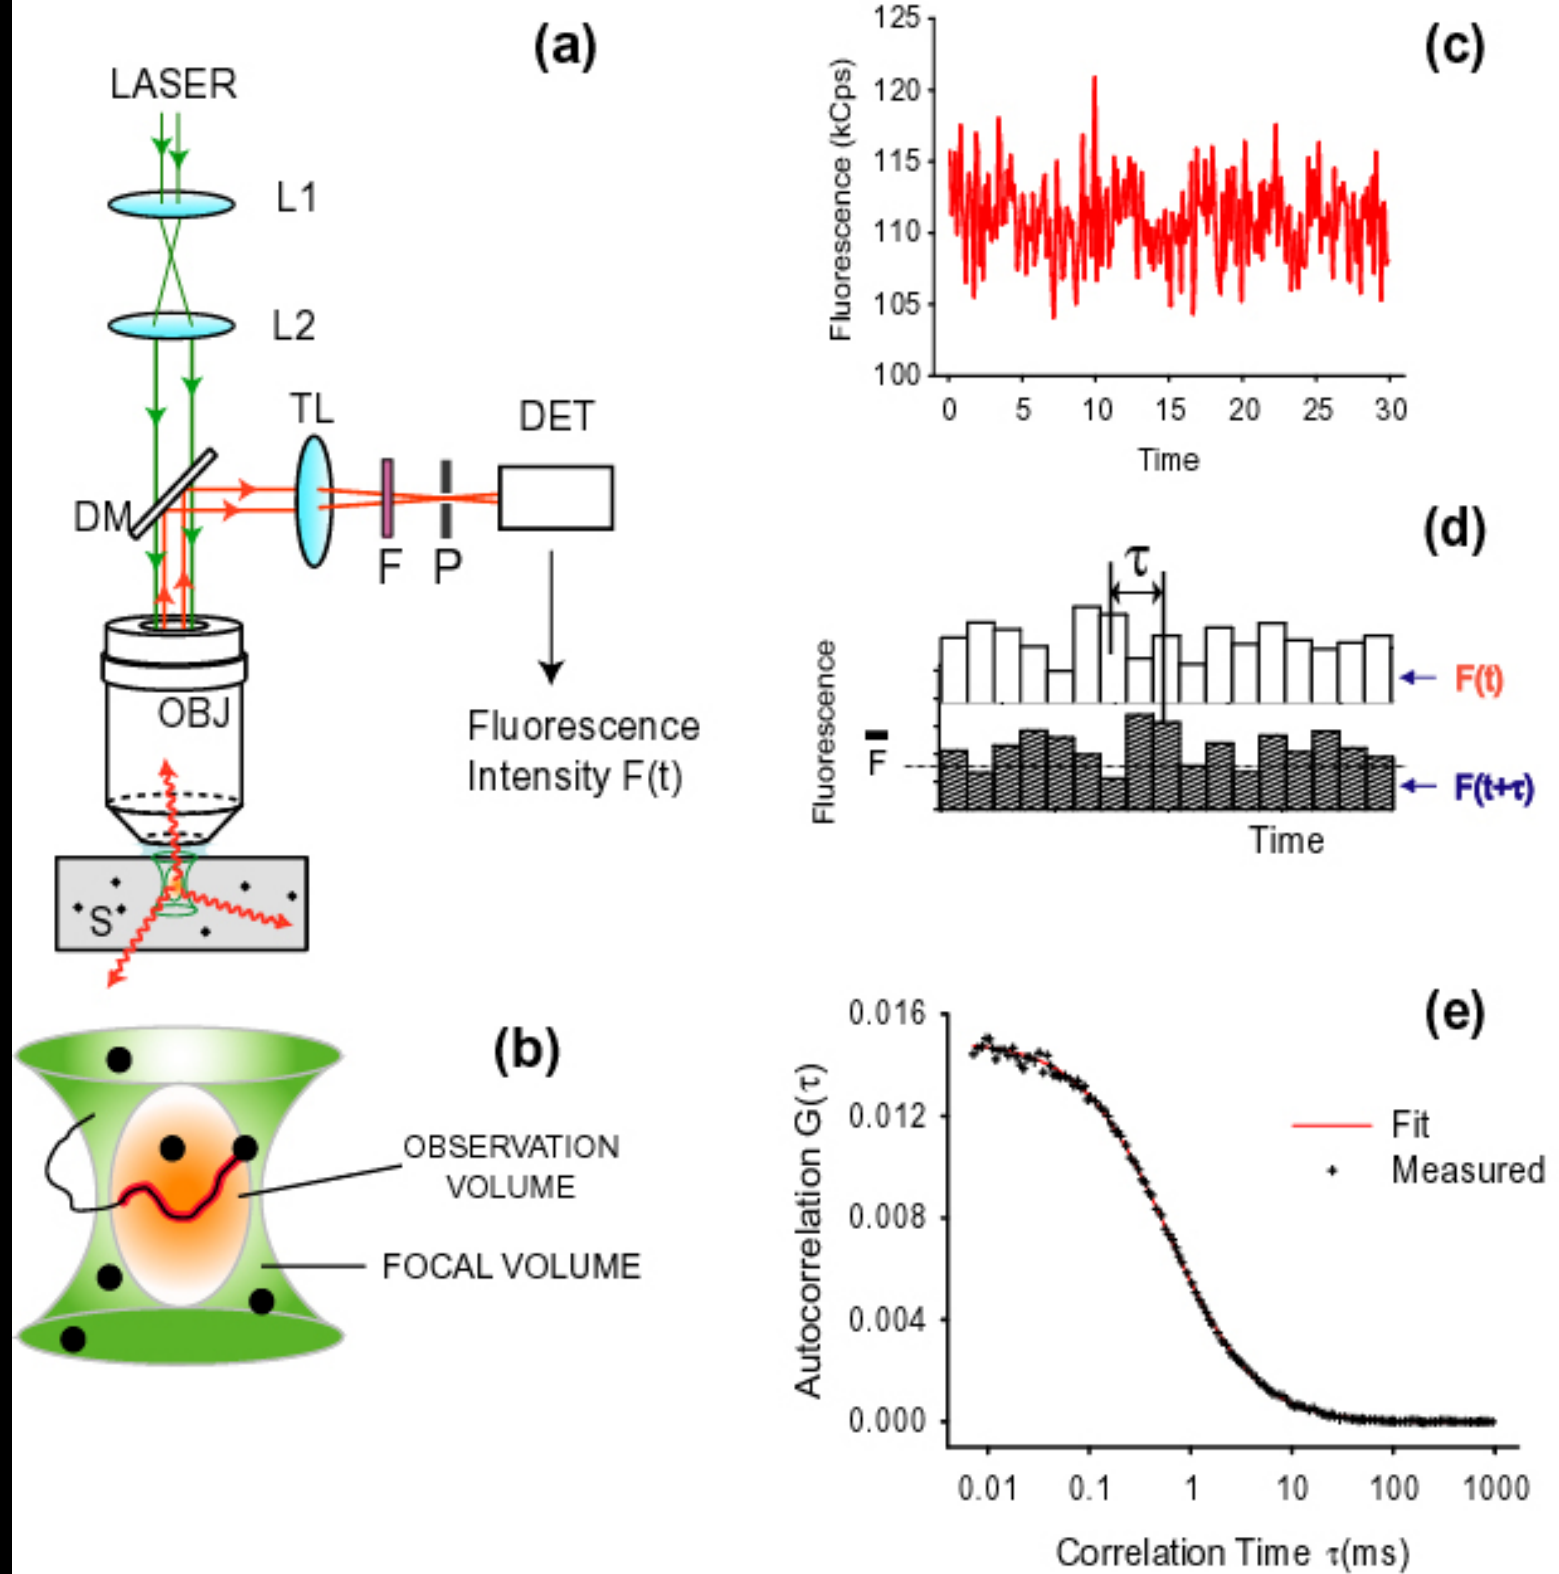 (a)
LASER
L1
L2
TL
DET
DM
F
P
OBJ
Fluorescence
Intensity F(t)
S
(b)
OBSERVATION
VOLUME
FOCAL VOLUME
(c)
Fluorescence (kCps)
125
120
115
110
105
100
0 5 10 15 20 25 30
Time
(d)
τ
Fluorescence
F(t)
F̄
F(t+τ)
Time
(e)
Autocorrelation G(τ)
0.016
0.012
0.008
0.004
0.000
Fit
Measured
0.01 0.1 1 10 100 1000
Correlation Time τ(ms)